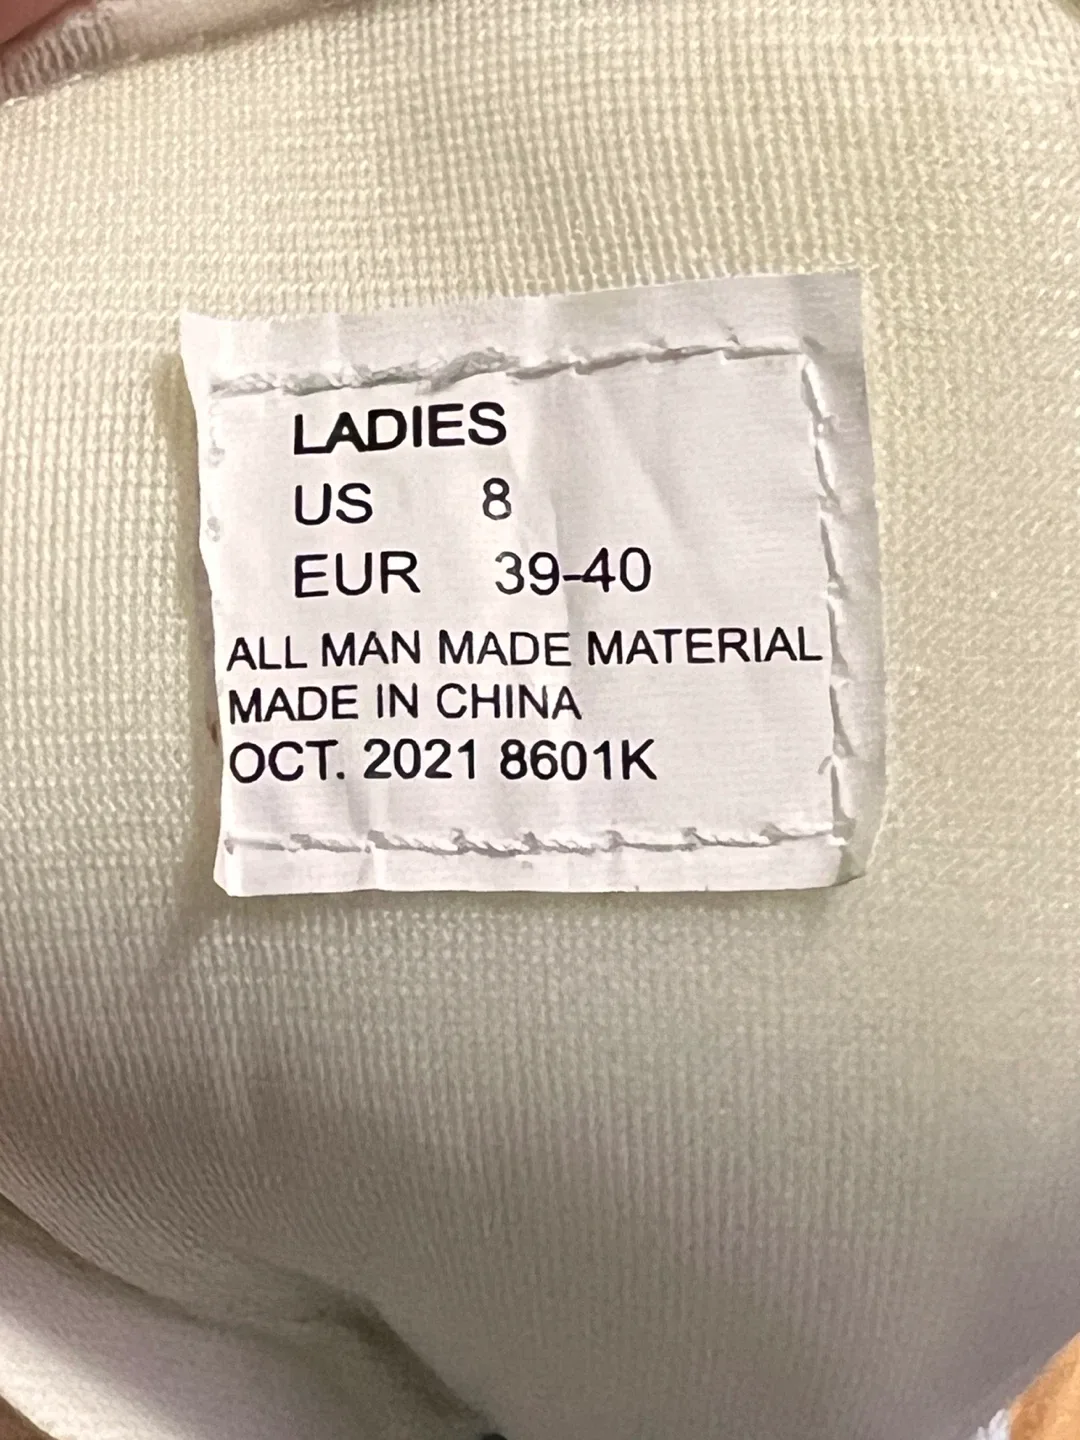 LADIES
US 8
EUR 39-40
ALL MAN MADE MATERIAL
MADE IN CHINA
OCT. 2021 8601K